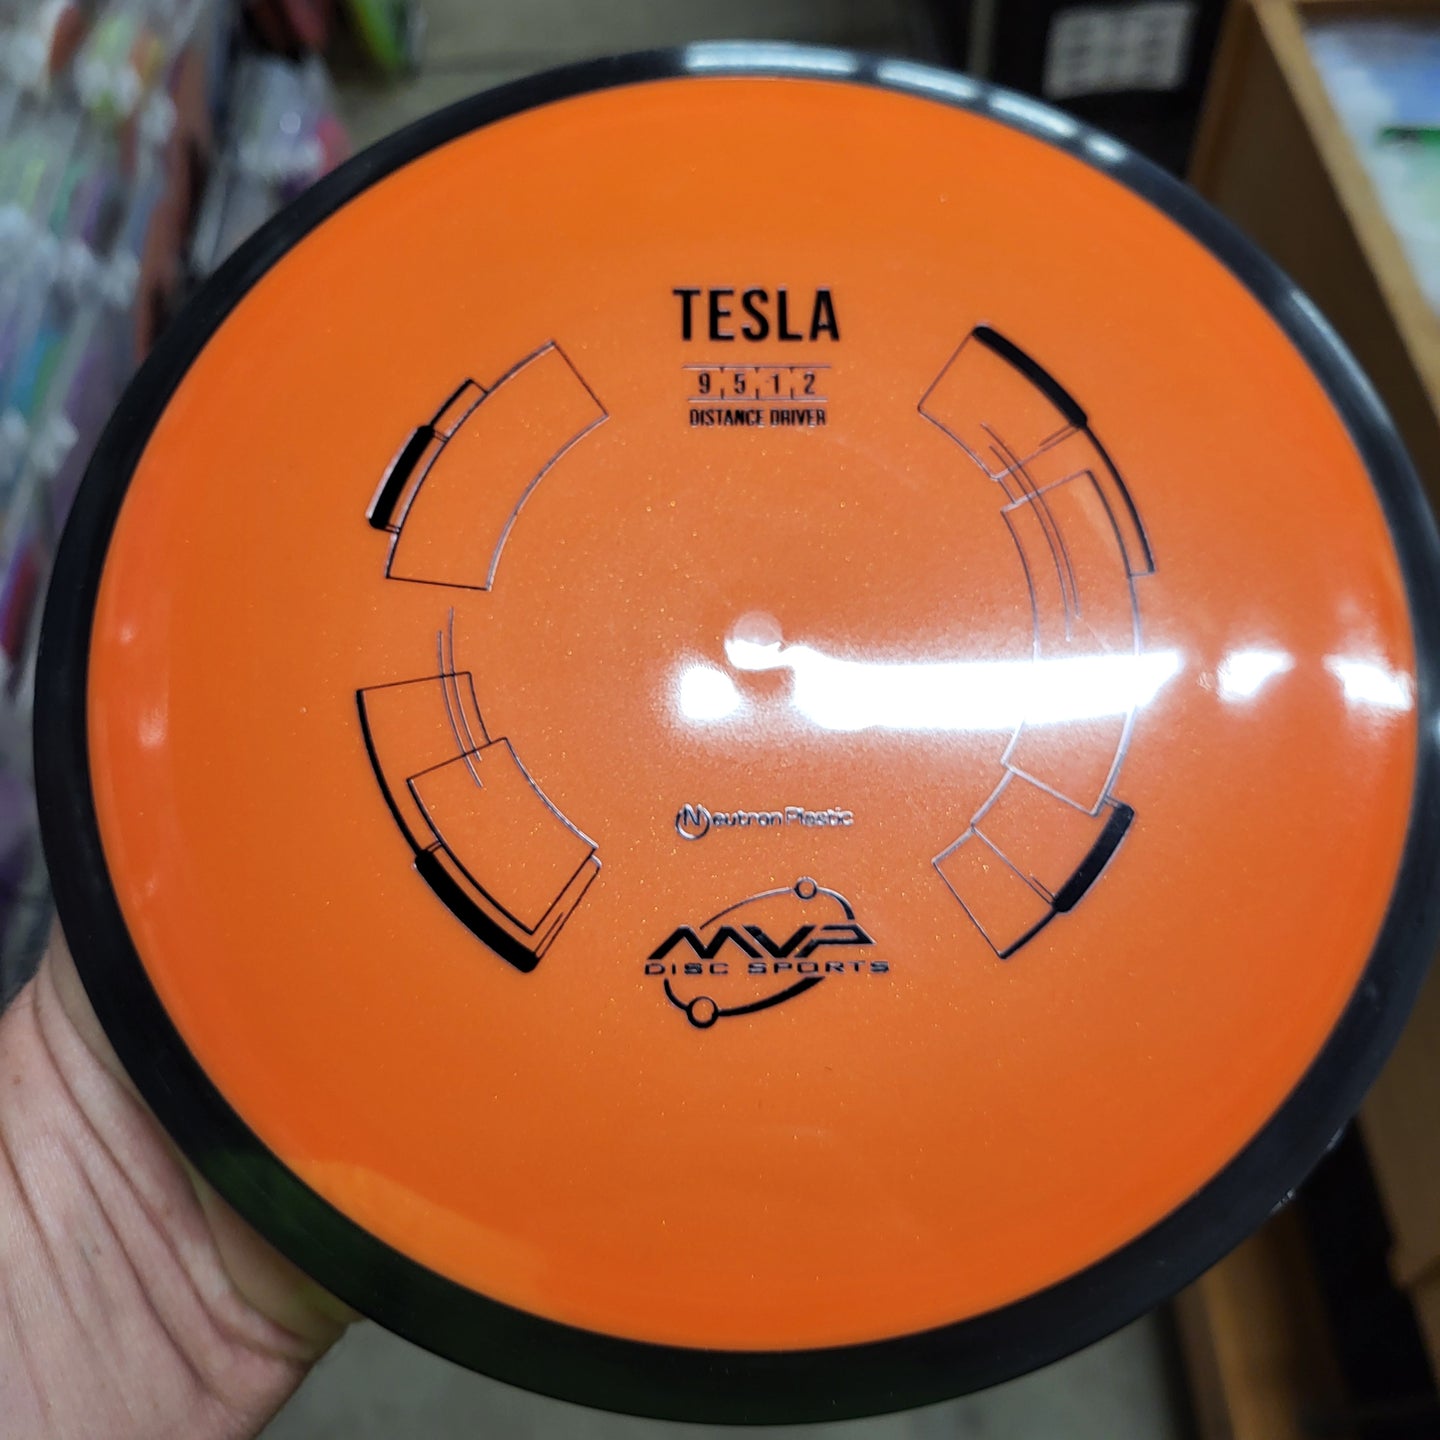 TESLA
9 5 1 2
DISTANCE DRIVER
Neutron Plastic
MVP
DISC SPORTS